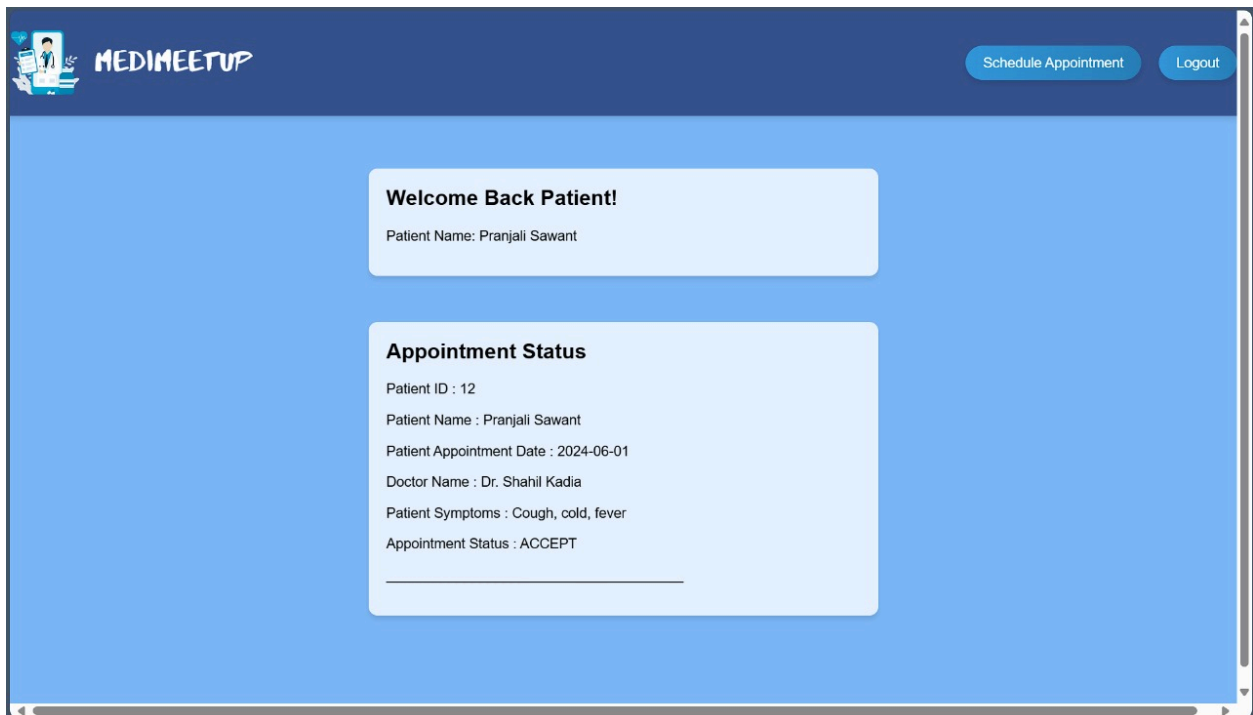 MEDIMEETUP
Schedule Appointment
Logout
Welcome Back Patient!
Patient Name: Pranjali Sawant
Appointment Status
Patient ID : 12
Patient Name : Pranjali Sawant
Patient Appointment Date : 2024-06-01
Doctor Name : Dr. Shahil Kadia
Patient Symptoms : Cough, cold, fever
Appointment Status : ACCEPT